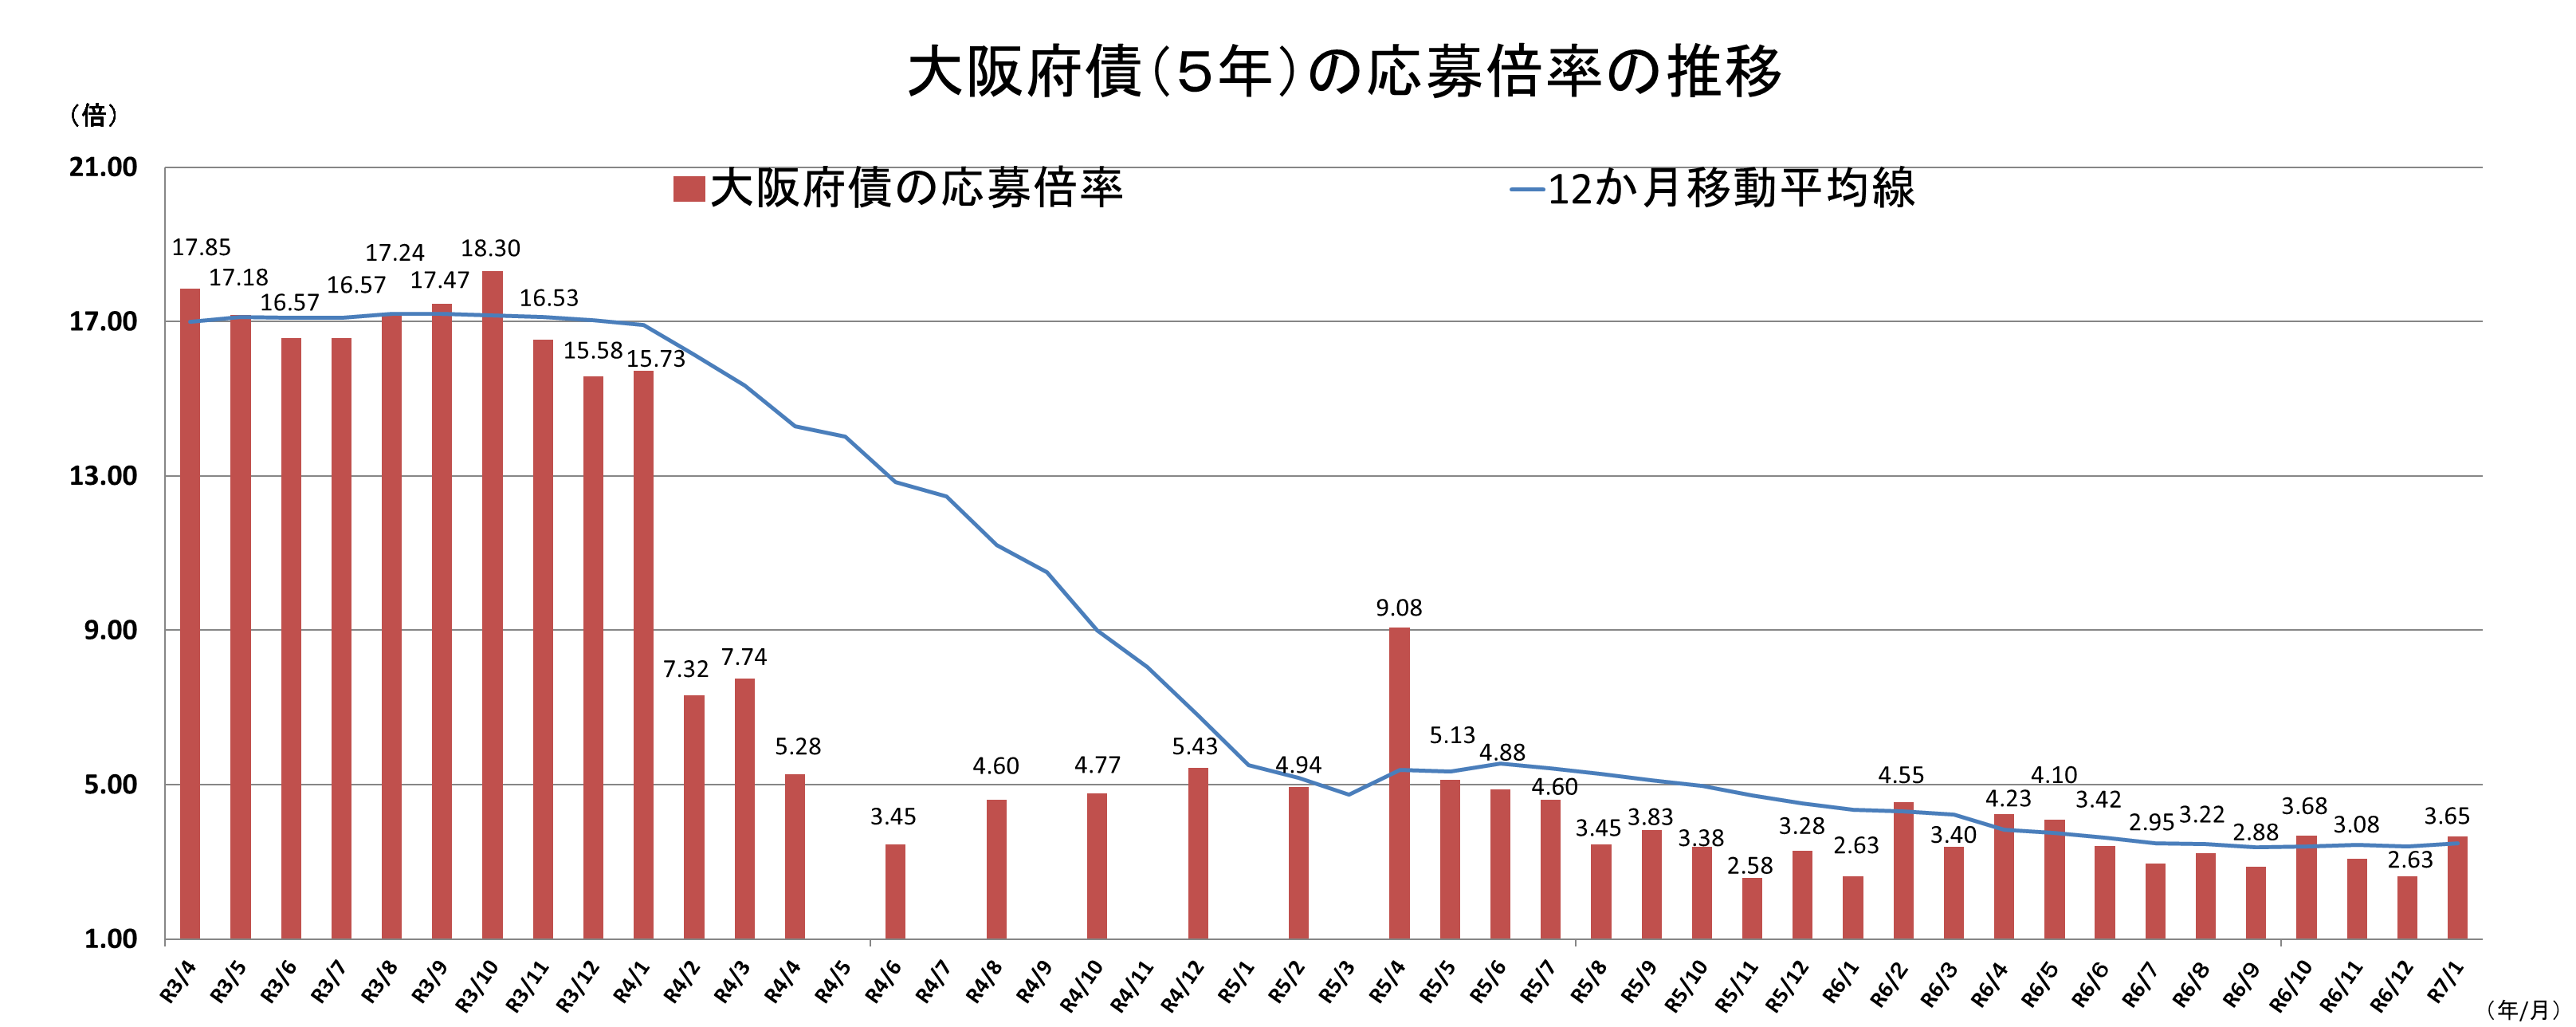 大阪府債（５年）の応募倍率の推移
（倍）
大阪府債の応募倍率 12か月移動平均線
21.00
17.00
13.00
9.00
5.00
1.00
17.85
17.18
16.57
16.57
17.24
17.47
18.30
16.53
15.58
15.73
7.32
7.74
5.28
3.45
4.60
4.77
5.43
4.94
9.08
5.13
4.88
4.60
3.45
3.83
3.38
2.58
3.28
2.63
4.55
3.40
4.23
4.10
3.42
2.95
3.22
2.88
3.68
3.08
2.63
3.65
R3/4
R3/5
R3/6
R3/7
R3/8
R3/9
R3/10
R3/11
R3/12
R4/1
R4/2
R4/3
R4/4
R4/5
R4/6
R4/7
R4/8
R4/9
R4/10
R4/11
R4/12
R5/1
R5/2
R5/3
R5/4
R5/5
R5/6
R5/7
R5/8
R5/9
R5/10
R5/11
R5/12
R6/1
R6/2
R6/3
R6/4
R6/5
R6/6
R6/7
R6/8
R6/9
R6/10
R6/11
R6/12
R7/1
（年/月）